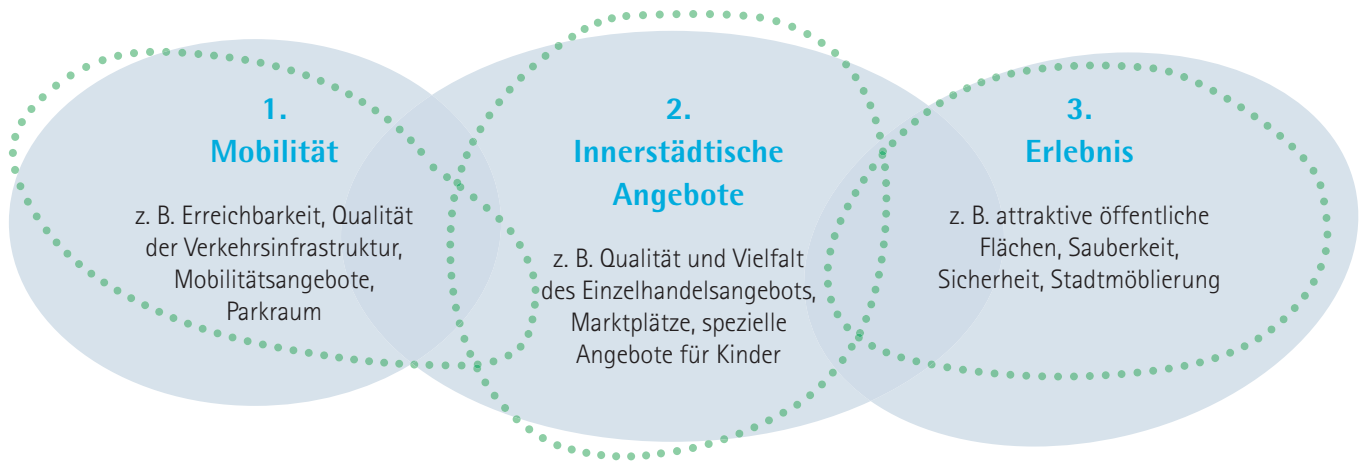 1.
Mobilität
z. B. Erreichbarkeit, Qualität
der Verkehrsinfrastruktur,
Mobilitätsangebote,
Parkraum
2.
Innerstädtische
Angebote
z. B. Qualität und Vielfalt
des Einzelhandelsangebots,
Marktplätze, spezielle
Angebote für Kinder
3.
Erlebnis
z. B. attraktive öffentliche
Flächen, Sauberkeit,
Sicherheit, Stadtmöblierung